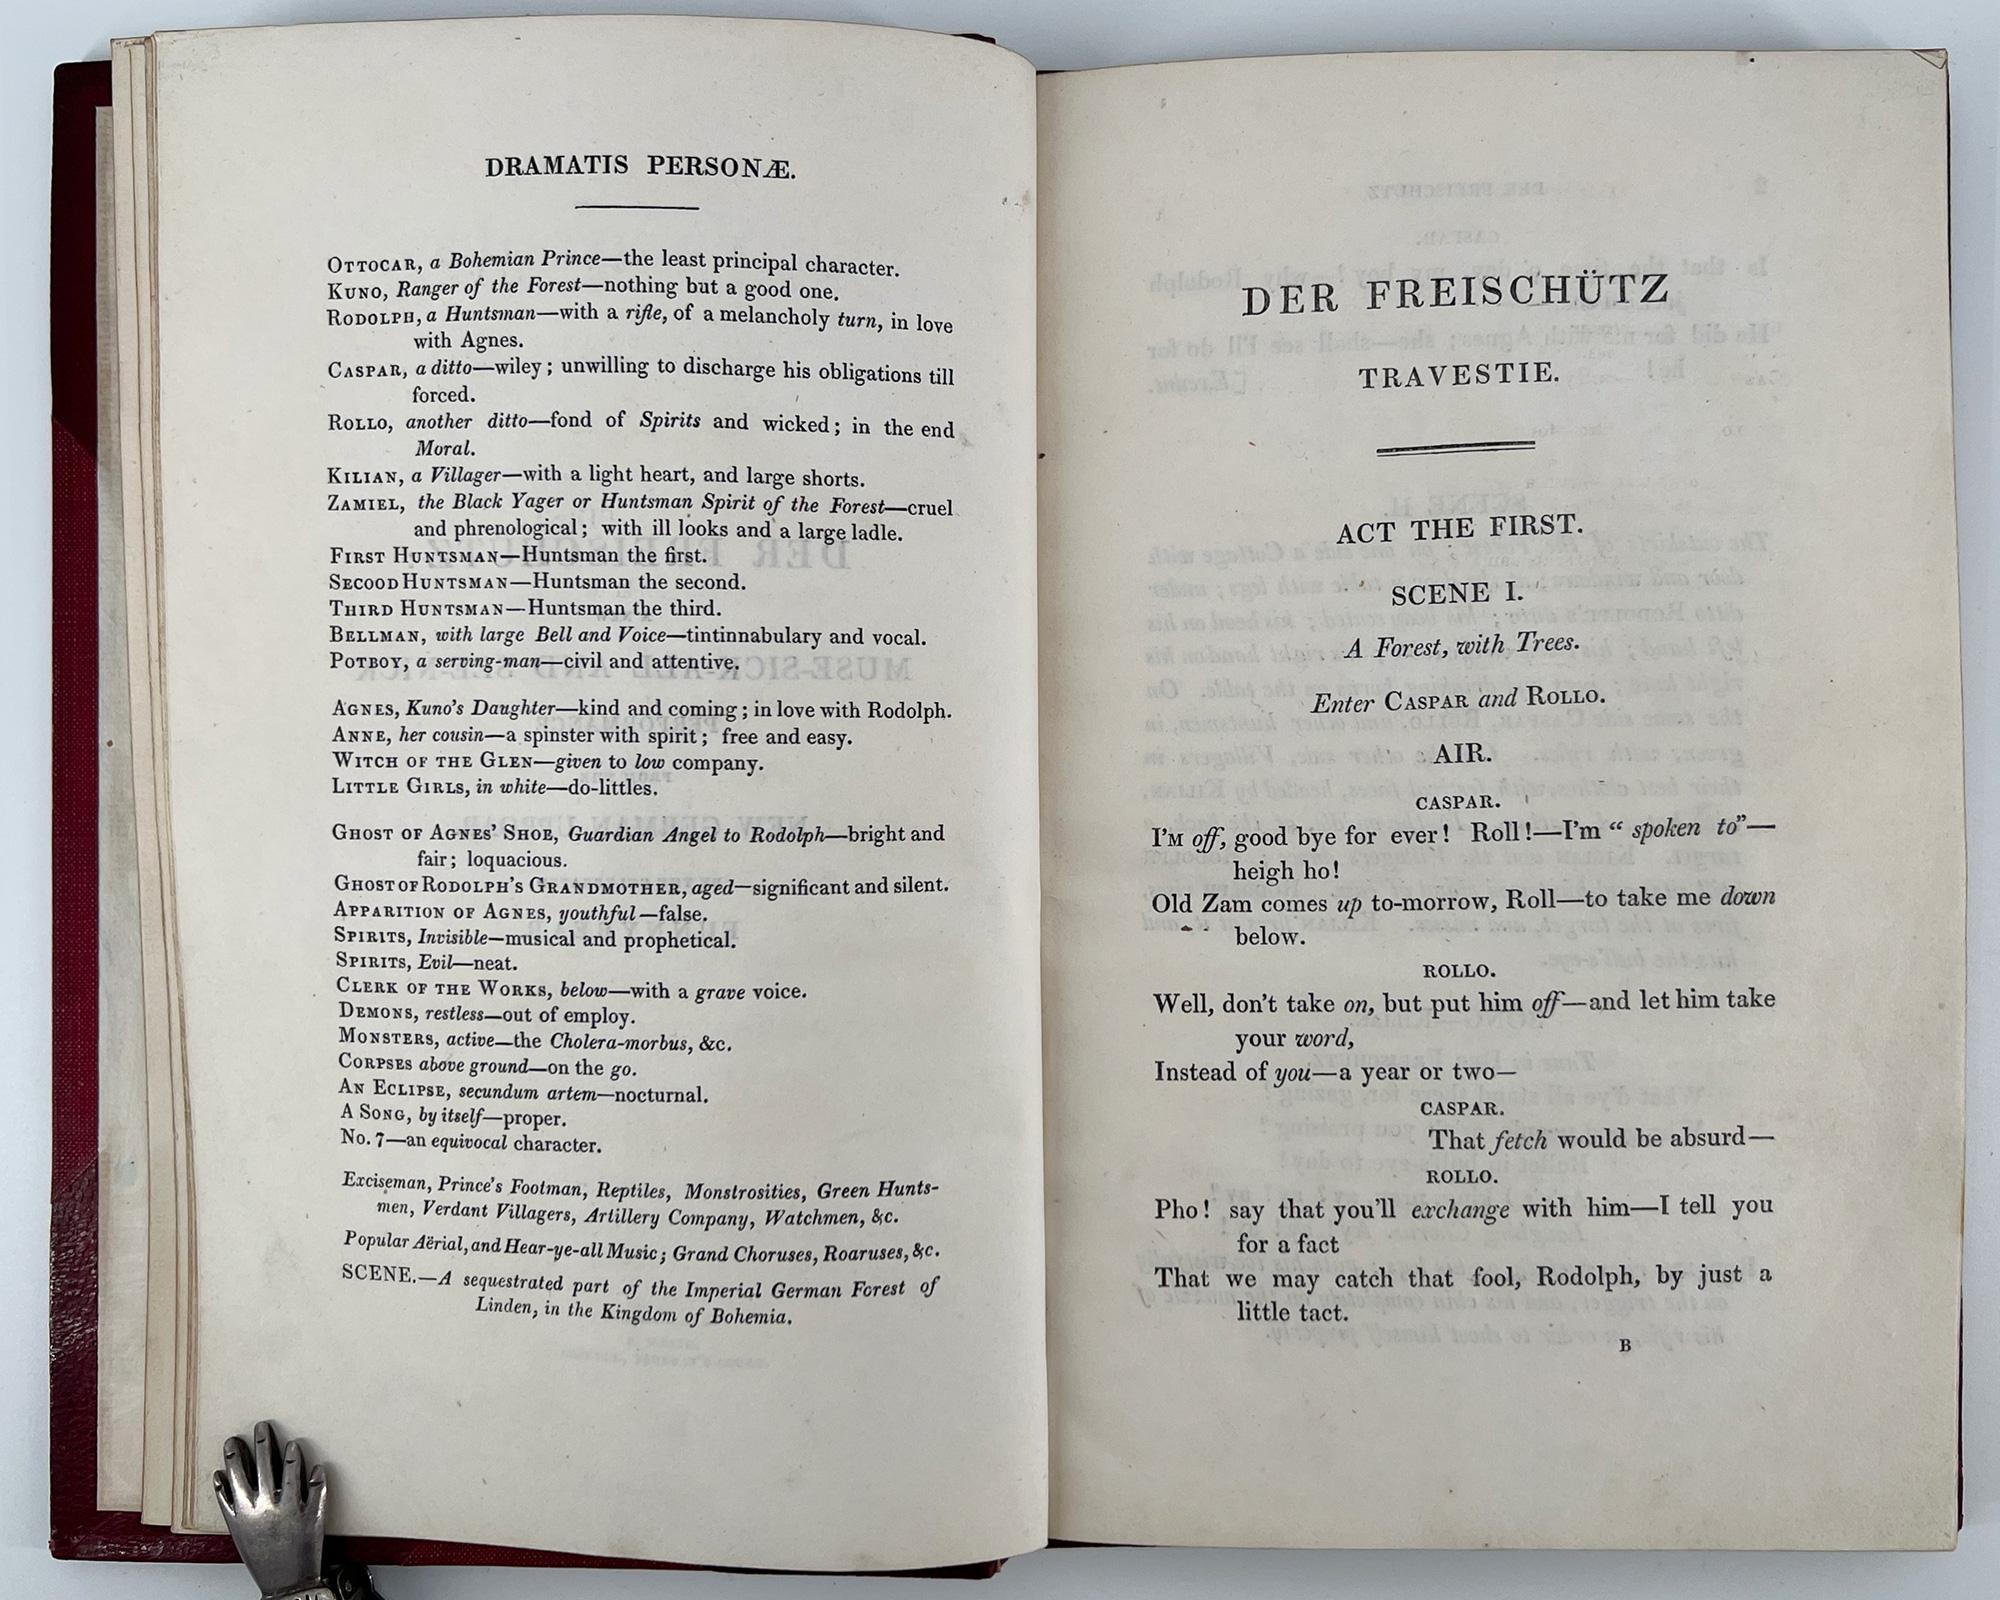 DRAMATIS PERSONÆ.
OTTOCAR, a Bohemian Prince—the least principal character.
KUNO, Ranger of the Forest—nothing but a good one.
RODOLPH, a Huntsman—with a rifle, of a melancholy turn, in love
with Agnes.
CASPAR, a ditto—wiley; unwilling to discharge his obligations till
forced.
ROLLO, another ditto—fond of Spirits and wicked; in the end
Moral.
KILIAN, a Villager—with a light heart, and large shorts.
ZAMIEL, the Black Yager or Huntsman Spirit of the Forest—cruel
and phrenological; with ill looks and a large ladle.
FIRST HUNTSMAN—Huntsman the first.
SECOOD HUNTSMAN—Huntsman the second.
THIRD HUNTSMAN—Huntsman the third.
BELLMAN, with large Bell and Voice—tintinnabulary and vocal.
POTBOY, a serving-man—civil and attentive.
AGNES, Kuno's Daughter—kind and coming; in love with Rodolph.
ANNE, her cousin—a spinster with spirit; free and easy.
WITCH OF THE GLEN—given to low company.
LITTLE GIRLS, in white—do-littles.
GHOST OF AGNES' SHOE, Guardian Angel to Rodolph—bright and
fair; loquacious.
GHOST OF RODOLPH'S GRANDMOTHER, aged—significant and silent.
APPARITION OF AGNES, youthful—false.
SPIRITS, Invisible—musical and prophetical.
SPIRITS, Evil—neat.
CLERK OF THE WORKS, below—with a grave voice.
DEMONS, restless—out of employ.
MONSTERS, active—the Cholera-morbus, &c.
CORPSES above ground—on the go.
AN ECLIPSE, secundum artem—nocturnal.
A SONG, by itself—proper.
No. 7—an equivocal character.
Exciseman, Prince's Footman, Reptiles, Monstrosities, Green Hunts-
men, Verdant Villagers, Artillery Company, Watchmen, &c.
Popular Aërial, and Hear-ye-all Music; Grand Choruses, Roaruses, &c.
SCENE.—A sequestrated part of the Imperial German Forest of
Linden, in the Kingdom of Bohemia.
DER FREISCHÜTZ
TRAVESTIE.
ACT THE FIRST.
SCENE I.
A Forest, with Trees.
Enter CASPAR and ROLLO.
AIR.
CASPAR.
I'M off, good bye for ever! Roll!—I'm “ spoken to”—
heigh ho!
Old Zam comes up to-morrow, Roll—to take me down
below.
ROLLO.
Well, don't take on, but put him off—and let him take
your word,
Instead of you—a year or two—
CASPAR.
That fetch would be absurd—
ROLLO.
Pho! say that you'll exchange with him—I tell you
for a fact
That we may catch that fool, Rodolph, by just a
little tact.
B